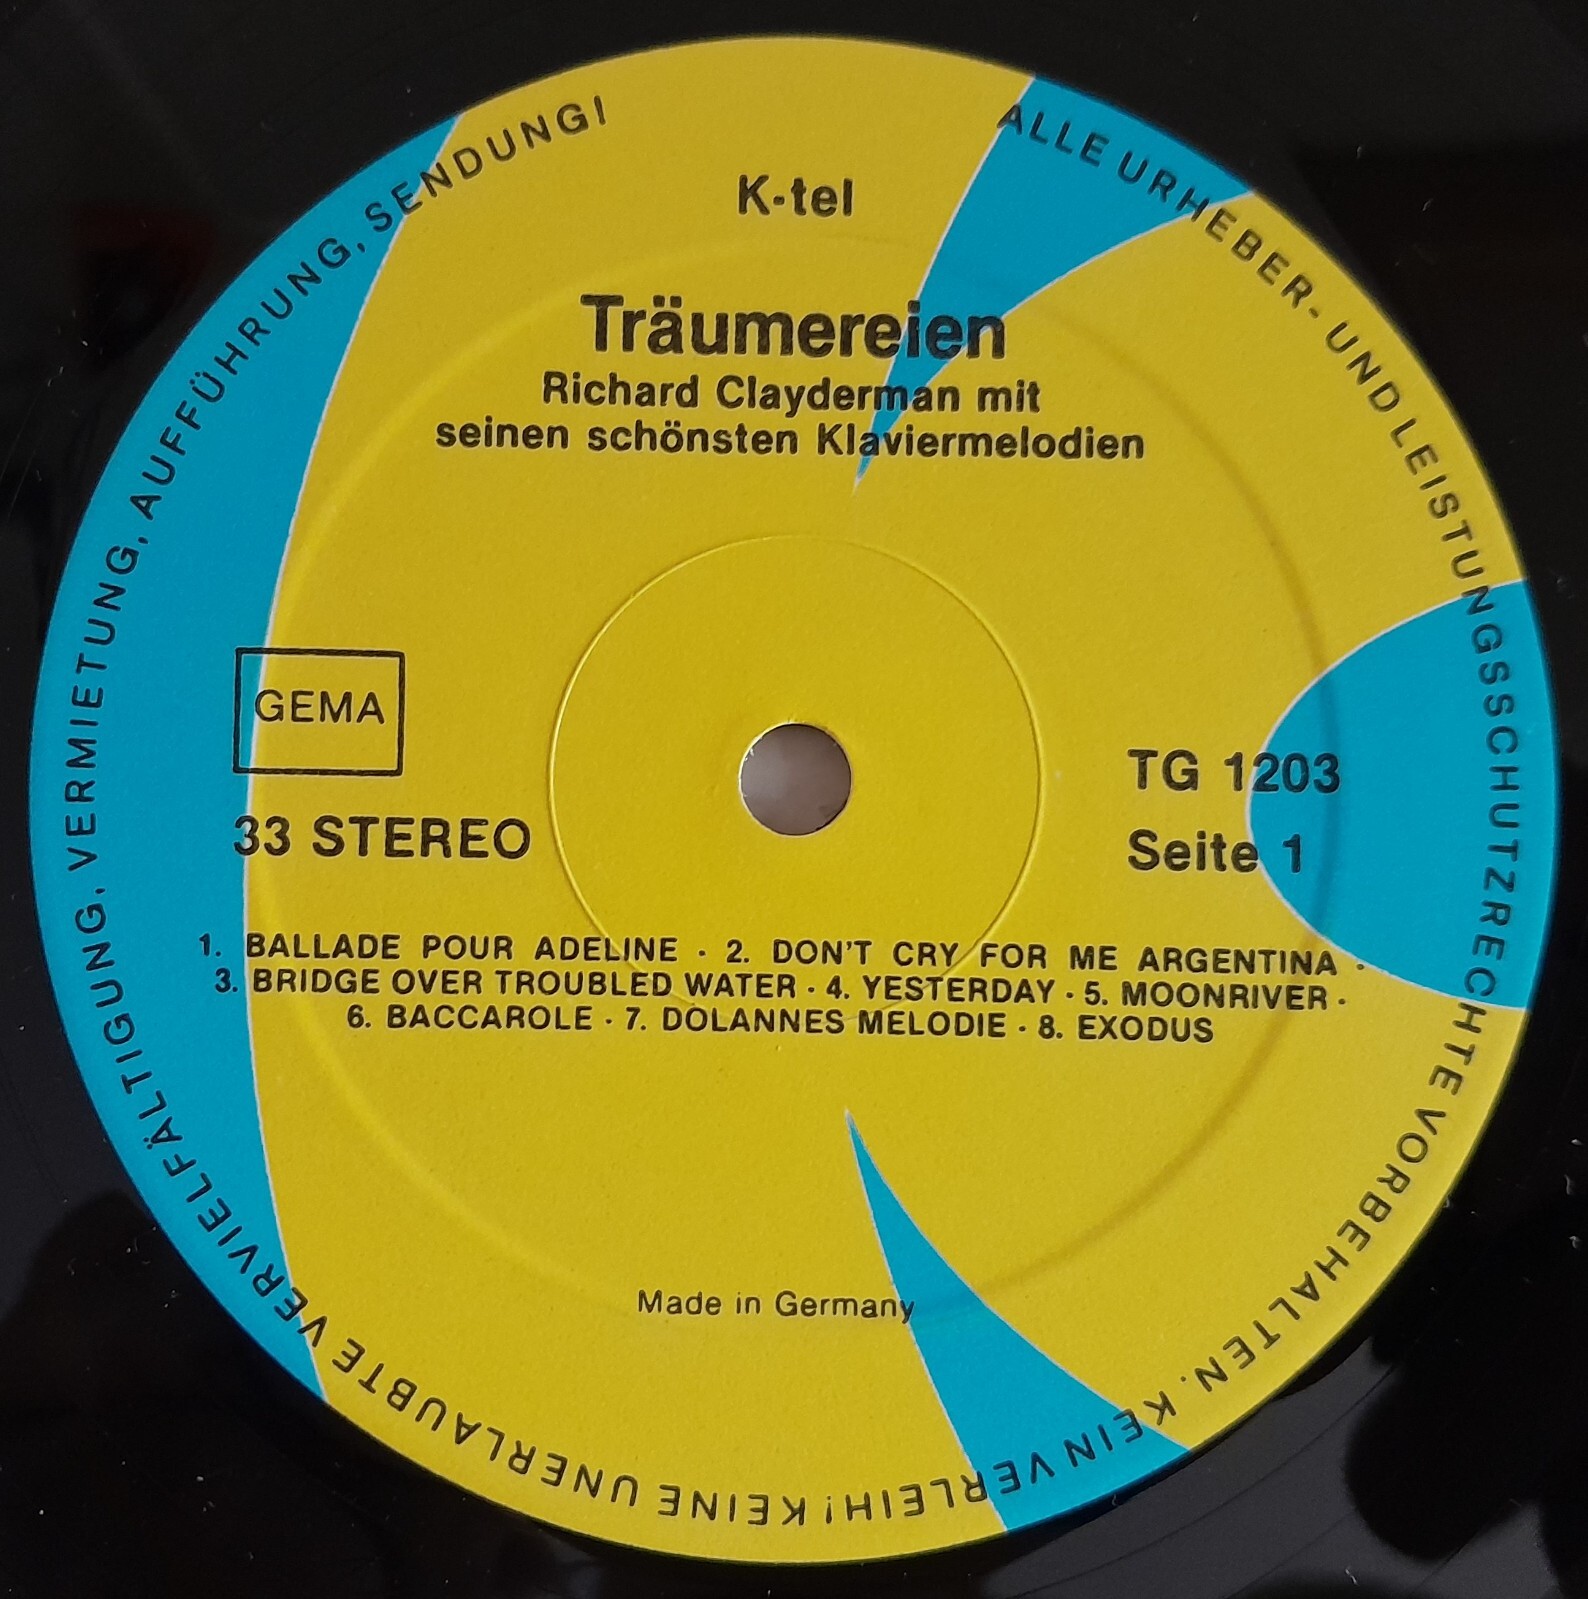 K-tel
Träumereien
Richard Clayderman mit
seinen schönsten Klaviermelodien
GEMA
33 STEREO
TG 1203
Seite 1
1. BALLADE POUR ADELINE · 2. DON'T CRY FOR ME ARGENTINA ·
3. BRIDGE OVER TROUBLED WATER · 4. YESTERDAY · 5. MOONRIVER ·
6. BACCAROLE · 7. DOLANNES MELODIE · 8. EXODUS
Made in Germany
ALLE URHEBER- UND LEISTUNGSSCHUTZRECHTE VORBEHALTEN. KEIN VERLEIH! KEINE UNERLAUBTE VERVIELFÄLTIGUNG, VERMIETUNG, AUFFÜHRUNG, SENDUNG!